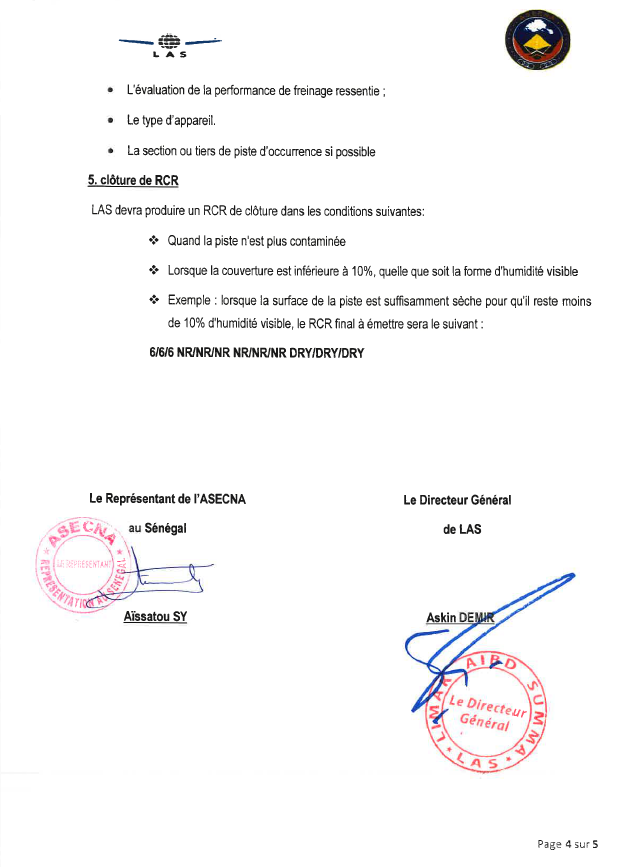 LAS
L'évaluation de la performance de freinage ressentie ;
Le type d'appareil.
La section ou tiers de piste d'occurrence si possible
5. clôture de RCR
LAS devra produire un RCR de clôture dans les conditions suivantes:
Quand la piste n'est plus contaminée
Lorsque la couverture est inférieure à 10%, quelle que soit la forme d'humidité visible
Exemple : lorsque la surface de la piste est suffisamment sèche pour qu'il reste moins
de 10% d'humidité visible, le RCR final à émettre sera le suivant :
6/6/6 NR/NR/NR NR/NR/NR DRY/DRY/DRY
Le Représentant de l'ASECNA
au Sénégal
Le Directeur Général
de LAS
ASECNA
LE REPRESENTANT
REPRÉSENTATION AU SÉNÉGAL
Aïssatou SY
Askin DEMIR
LIMAK AIBD SUMMA
Le Directeur
Général
LAS
Page 4 sur 5